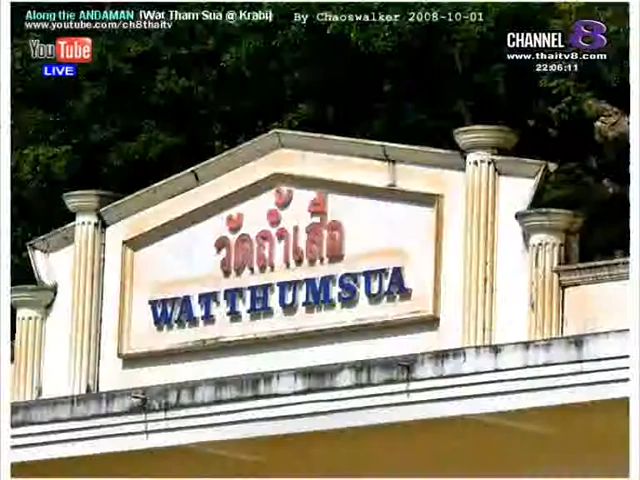 Along the ANDAMAN (Wat Tham Sua @ Krabi) By Chaoswalker 2008-10-01
www.youtube.com/ch8thaitv
YouTube
LIVE
CHANNEL 8
www.thaitv8.com
22:06:11
วัดถ้ำเสือ
WATTHUMSUA